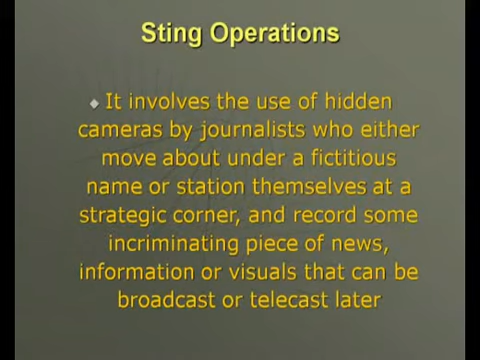 Sting Operations
It involves the use of hidden
cameras by journalists who either
move about under a fictitious
name or station themselves at a
strategic corner, and record some
incriminating piece of news,
information or visuals that can be
broadcast or telecast later